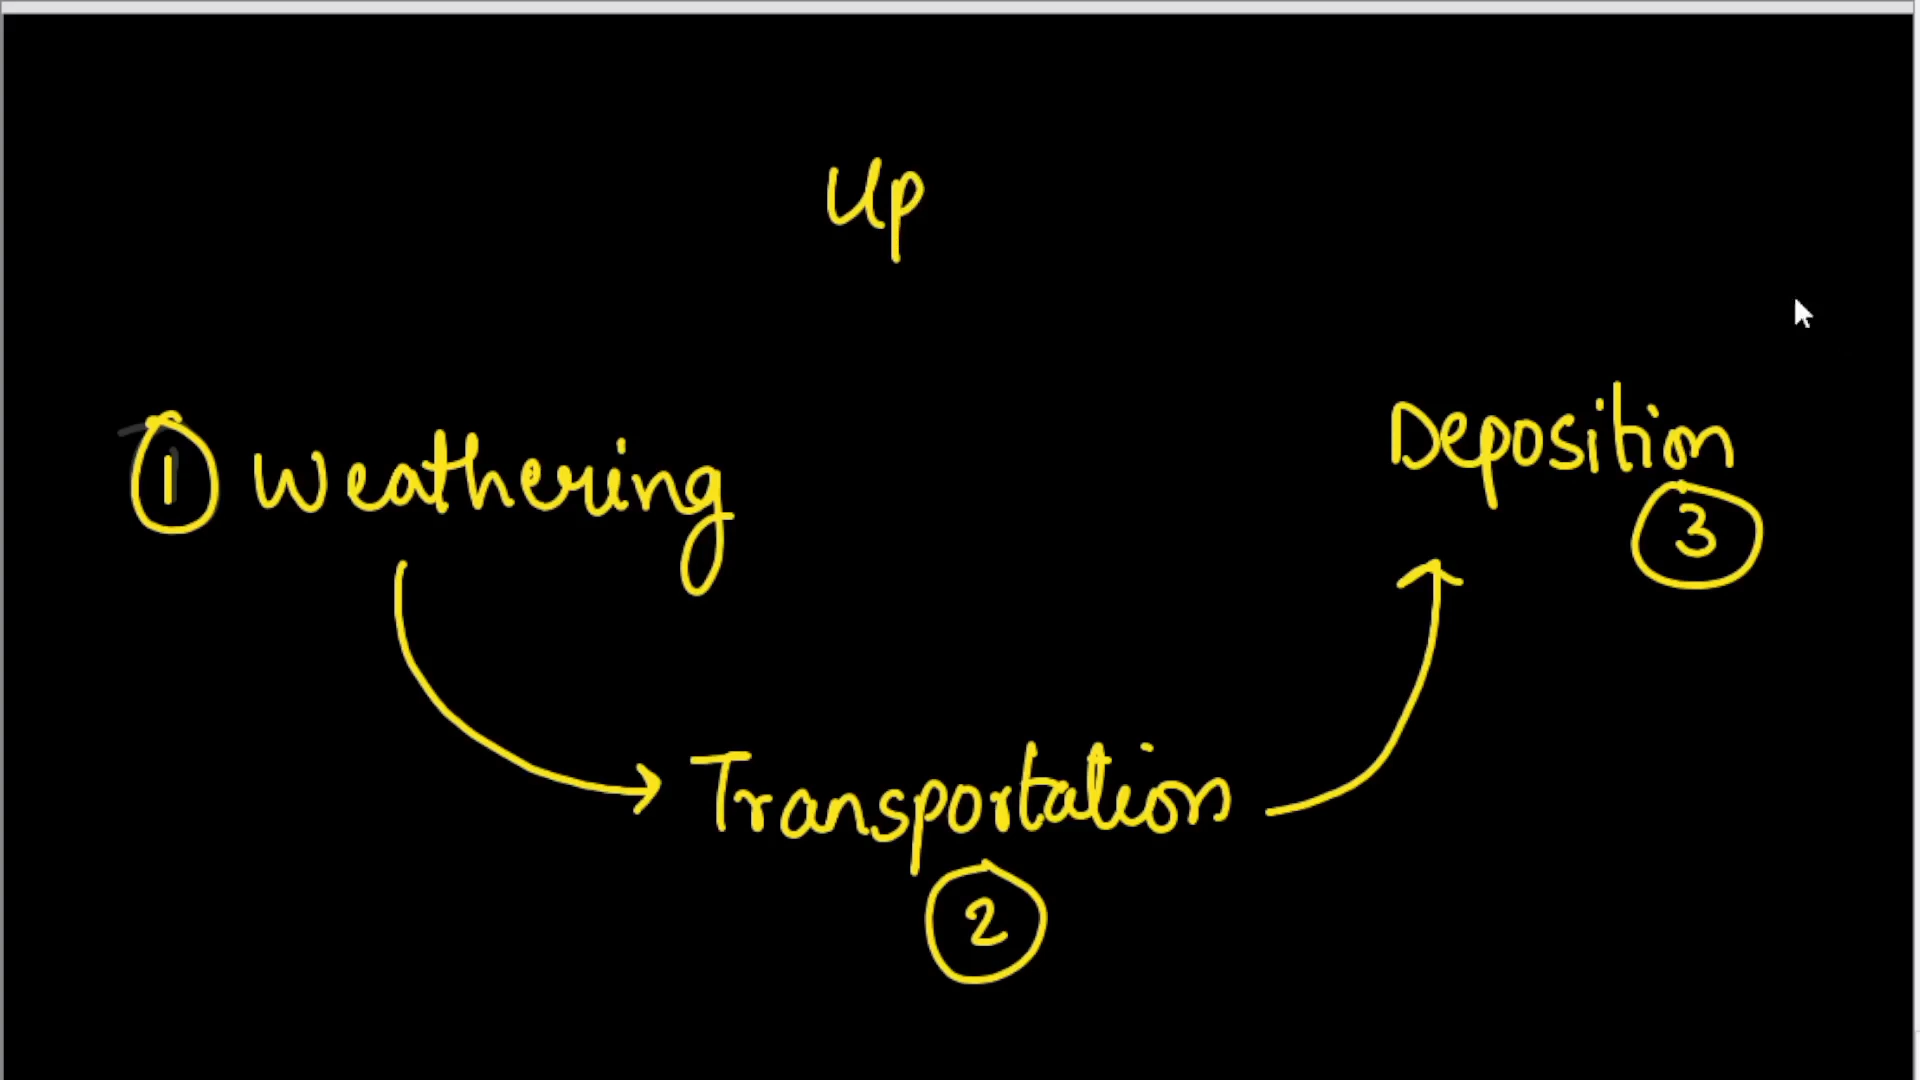 Up
① Weathering
Deposition
③
Transportation
②